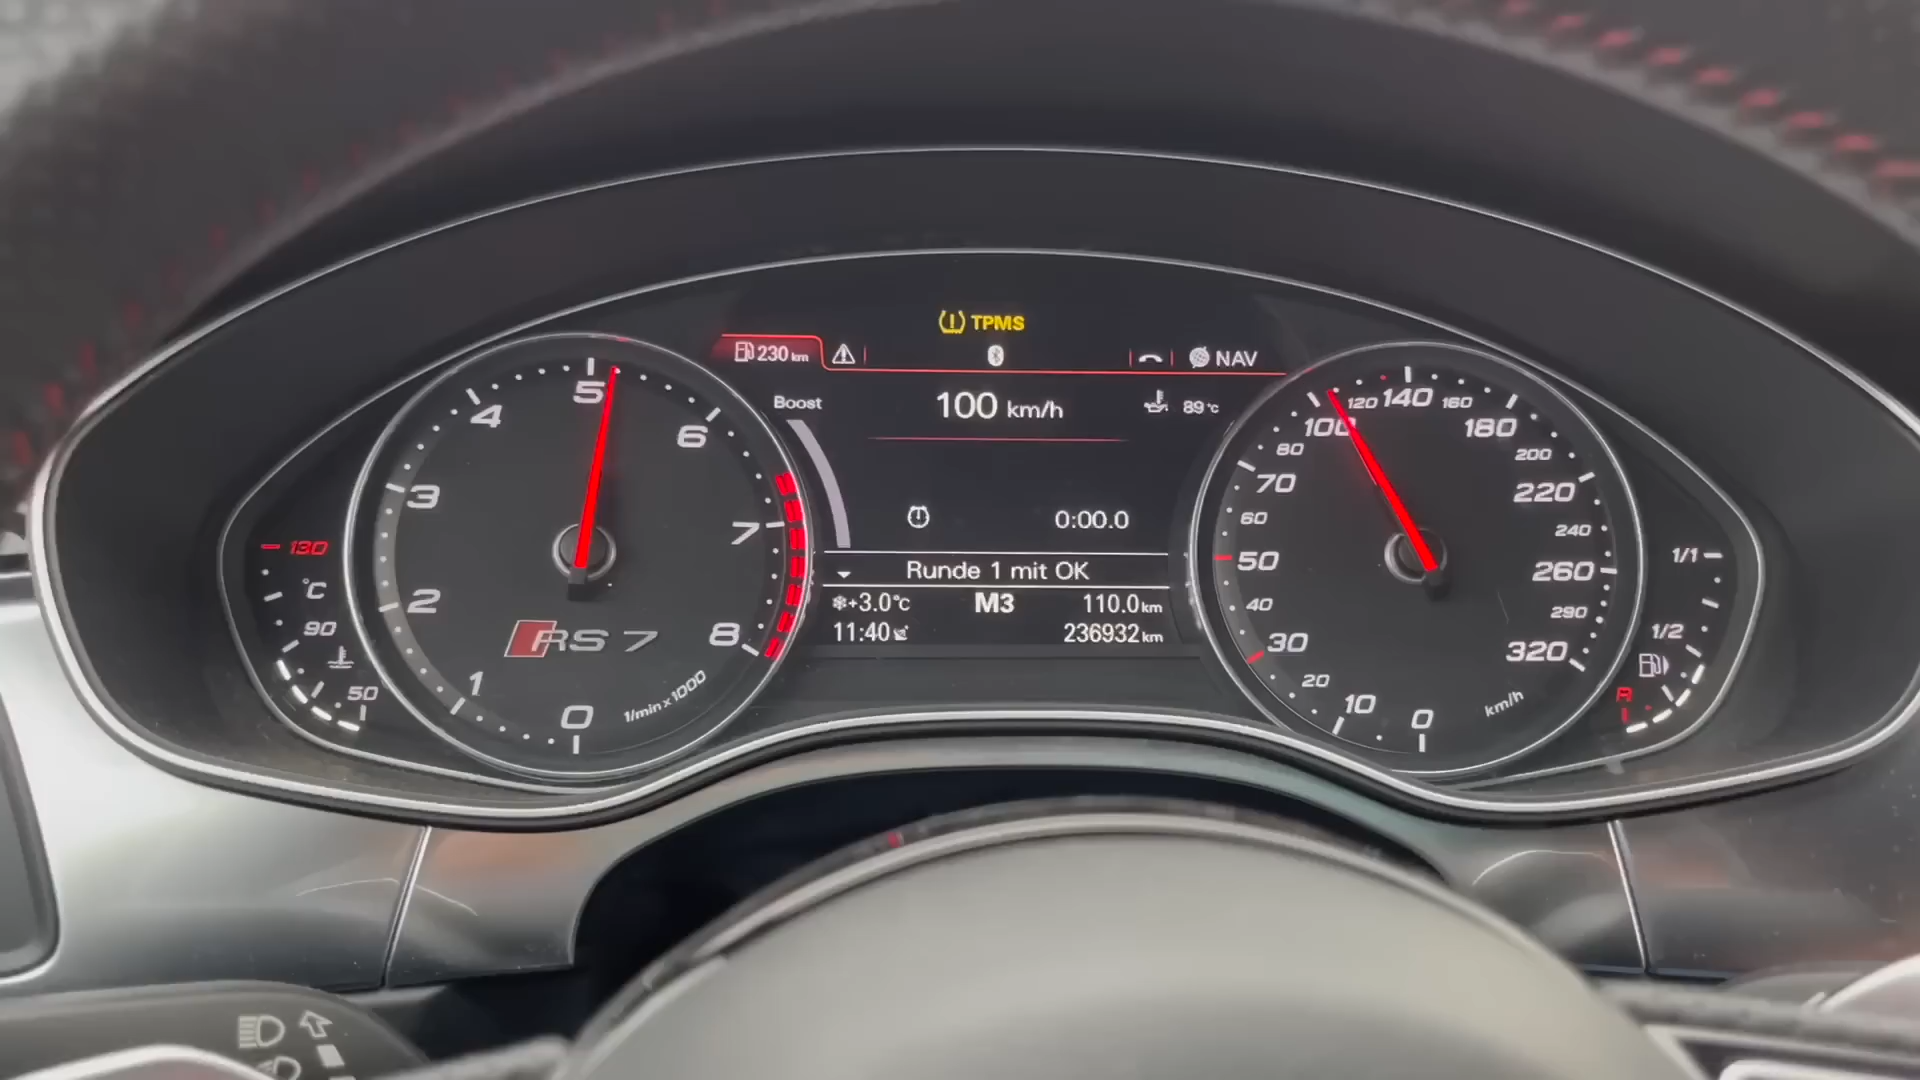 TPMS
230 km
NAV
Boost
100 km/h
89°C
0:00.0
Runde 1 mit OK
+3.0°C M3 110.0 km
11:40 236932 km
0
1
2
3
4
5
6
7
8
RS 7
1/min x 1000
130
°C
90
50
0
10
20
30
40
50
60
70
80
100
120
140
160
180
200
220
240
260
290
320
km/h
1/1
1/2
R